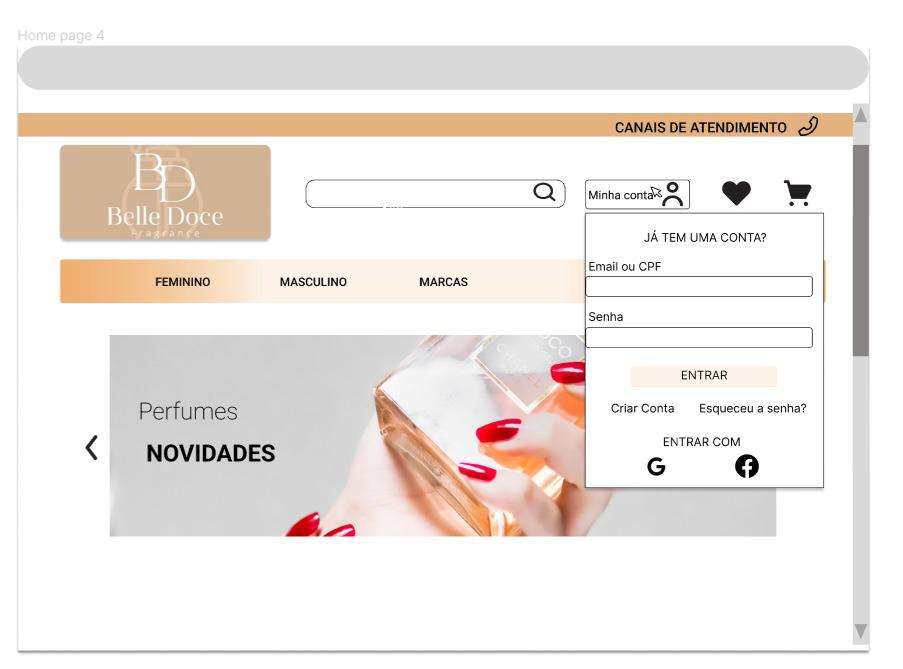 Home page 4
CANAIS DE ATENDIMENTO
BD
Belle Doce
Fragrance
Minha conta
JÁ TEM UMA CONTA?
Email ou CPF
FEMININO MASCULINO MARCAS
Senha
CHANEL
ENTRAR
Perfumes
Criar Conta Esqueceu a senha?
NOVIDADES
ENTRAR COM
G f